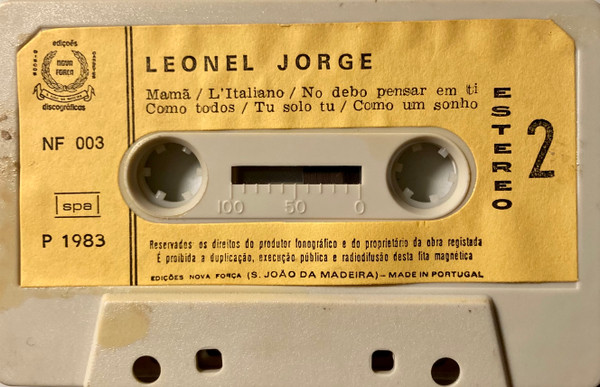 edições
NOVA
FORÇA
discográficas
NF 003
spa
P 1983
LEONEL JORGE
Mamã / L'Italiano / No debo pensar em ti
Como todos / Tu solo tu / Como um sonho
ESTEREO
2
100 50 0
Reservados os direitos do produtor fonográfico e do proprietário da obra registada
É proibida a duplicação, execução pública e radiodifusão desta fita magnética
EDIÇÕES NOVA FORÇA (S. JOÃO DA MADEIRA) — MADE IN PORTUGAL